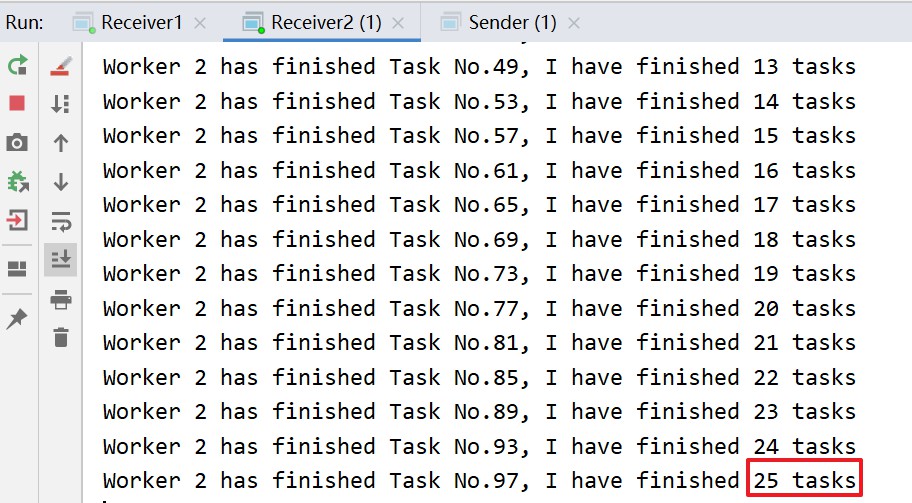 Run: Receiver1 Receiver2 (1) Sender (1)
Worker 2 has finished Task No.49, I have finished 13 tasks
Worker 2 has finished Task No.53, I have finished 14 tasks
Worker 2 has finished Task No.57, I have finished 15 tasks
Worker 2 has finished Task No.61, I have finished 16 tasks
Worker 2 has finished Task No.65, I have finished 17 tasks
Worker 2 has finished Task No.69, I have finished 18 tasks
Worker 2 has finished Task No.73, I have finished 19 tasks
Worker 2 has finished Task No.77, I have finished 20 tasks
Worker 2 has finished Task No.81, I have finished 21 tasks
Worker 2 has finished Task No.85, I have finished 22 tasks
Worker 2 has finished Task No.89, I have finished 23 tasks
Worker 2 has finished Task No.93, I have finished 24 tasks
Worker 2 has finished Task No.97, I have finished 25 tasks